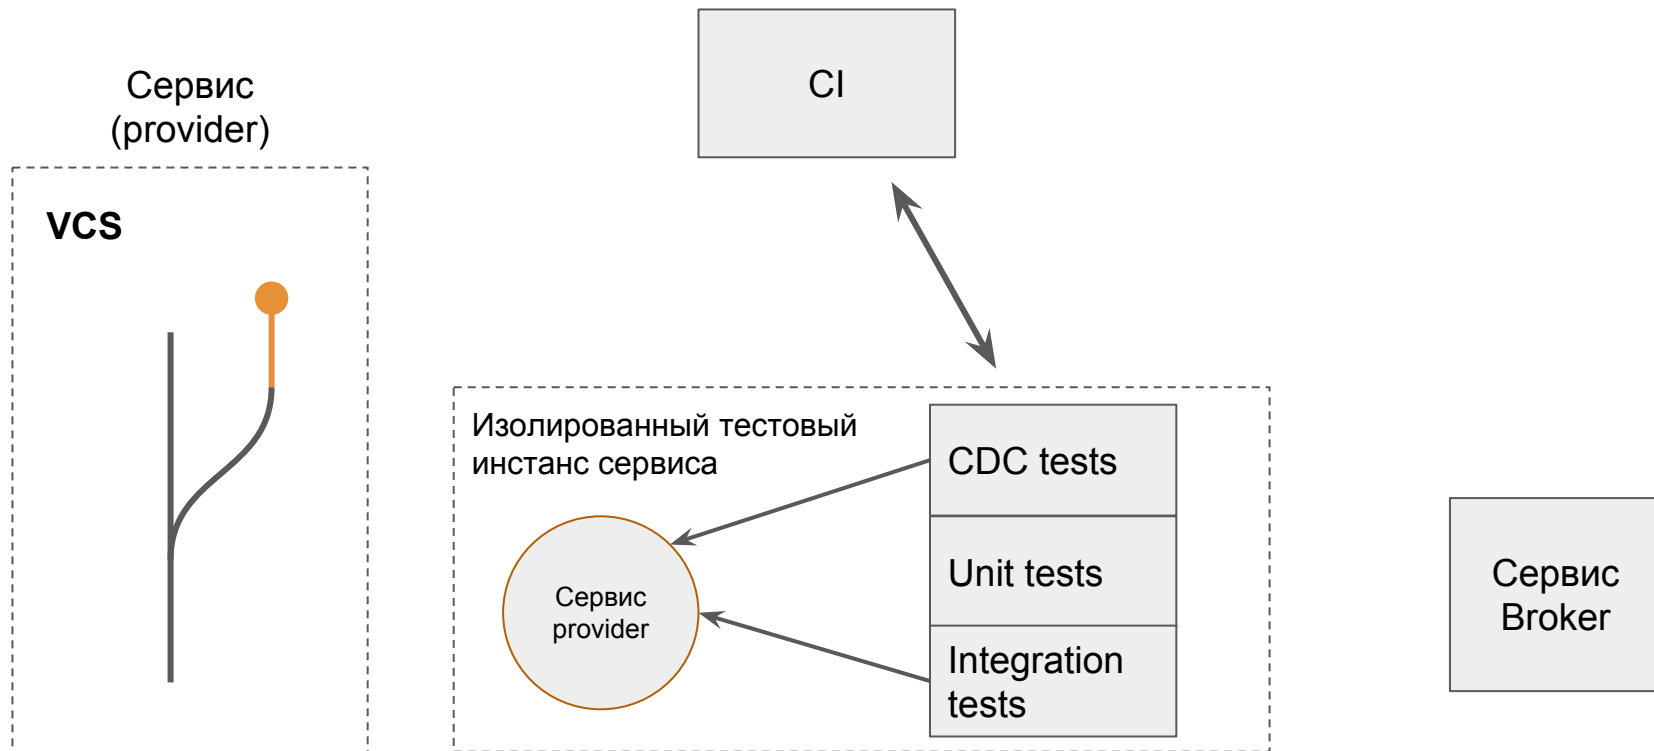 CI
Сервис
(provider)
VCS
Изолированный тестовый
инстанс сервиса
CDC tests
Unit tests
Integration
tests
Сервис
provider
Сервис
Broker